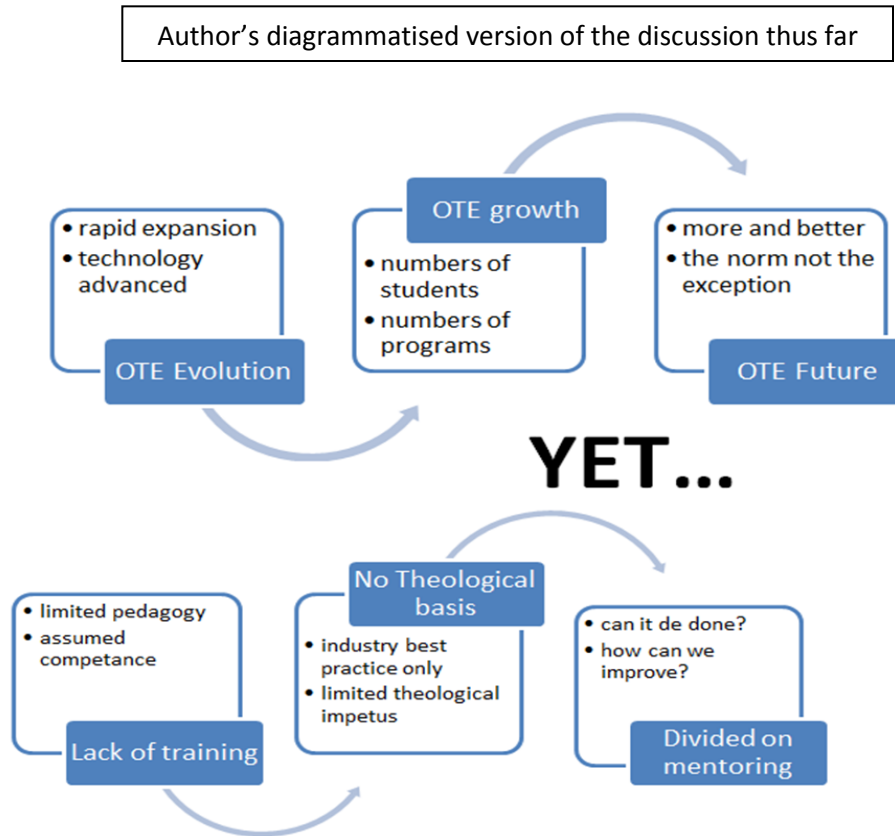 Author’s diagrammatised version of the discussion thus far
• rapid expansion
• technology
advanced
OTE Evolution
OTE growth
• numbers of
students
• numbers of
programs
• more and better
• the norm not the
exception
OTE Future
YET...
• limited pedagogy
• assumed
competance
Lack of training
No Theological
basis
• industry best
practice only
• limited theological
impetus
• can it de done?
• how can we
improve?
Divided on
mentoring